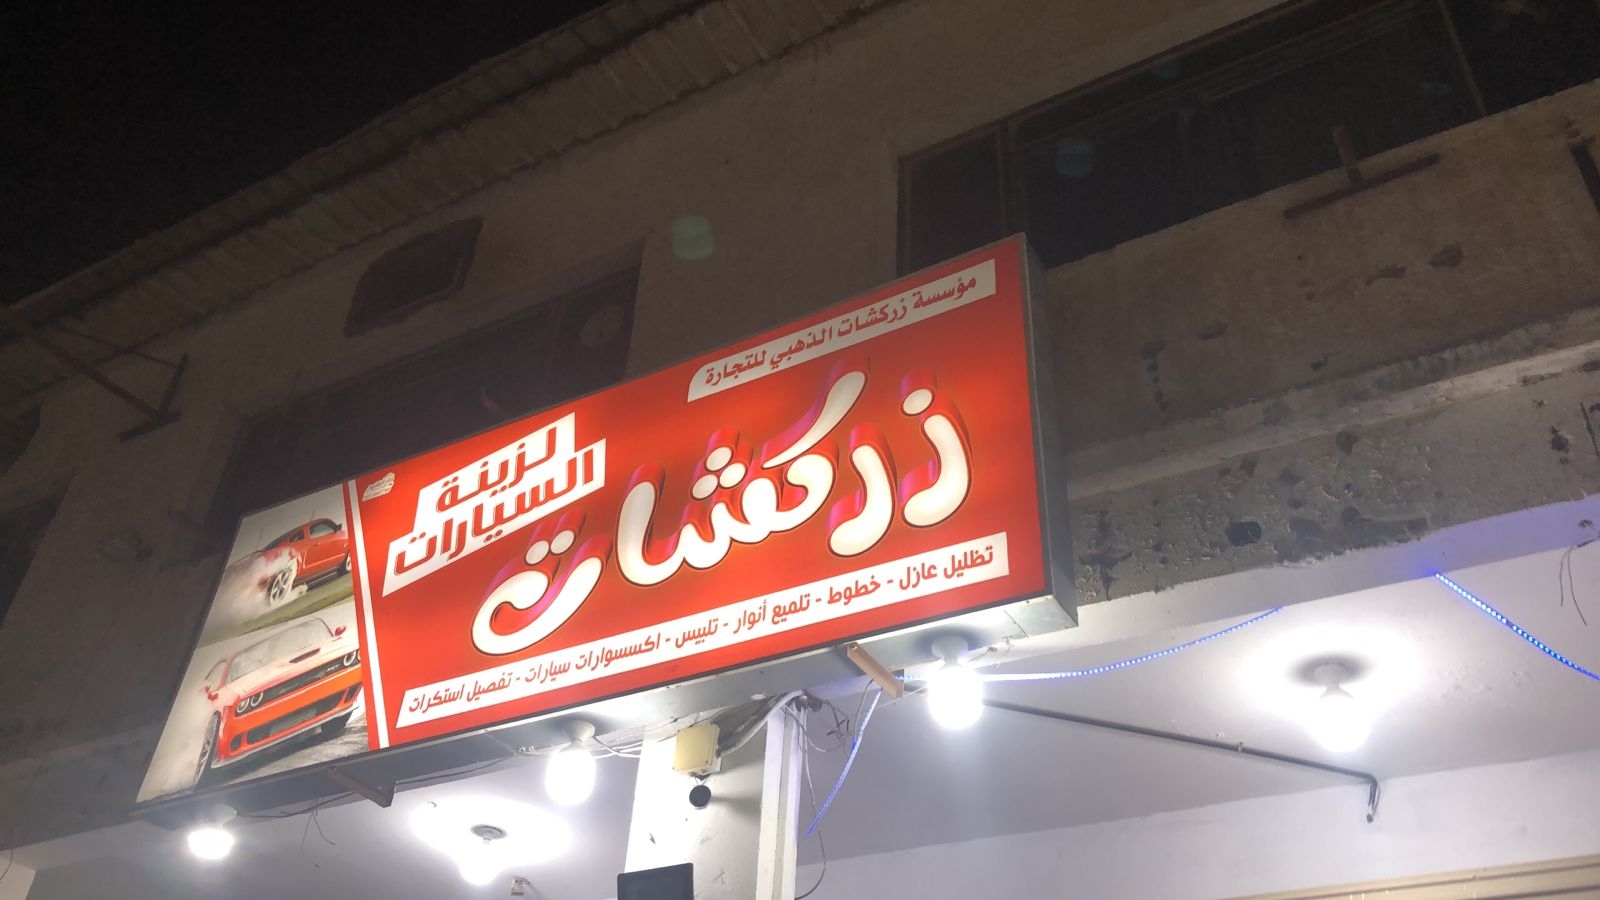 مؤسسة زركشات الذهبي للتجارة
زركشات
لزينة
السيارات
تظليل عازل - خطوط - تلميع أنوار - تلبيس - اكسسوارات سيارات - تفصيل استكرات